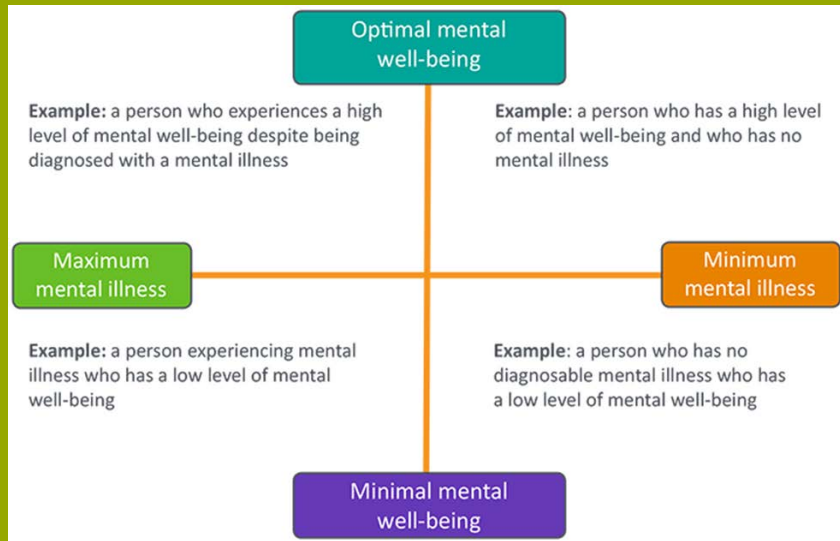 Optimal mental
well-being
Example: a person who experiences a high
level of mental well-being despite being
diagnosed with a mental illness
Example: a person who has a high level
of mental well-being and who has no
mental illness
Maximum
mental illness
Minimum
mental illness
Example: a person experiencing mental
illness who has a low level of mental
well-being
Example: a person who has no
diagnosable mental illness who has
a low level of mental well-being
Minimal mental
well-being